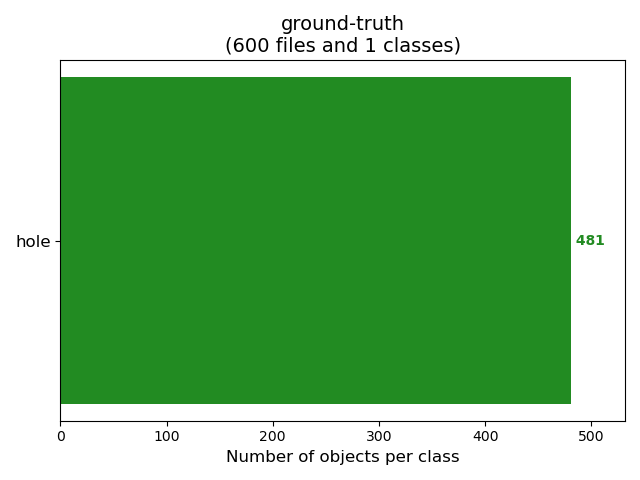 ground-truth
(600 files and 1 classes)
hole
481
0 100 200 300 400 500
Number of objects per class